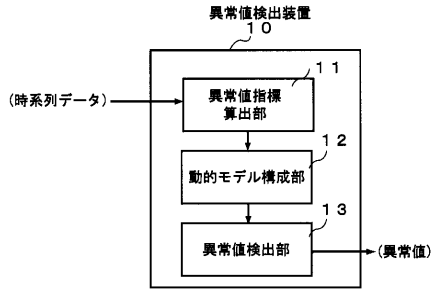 異常値検出装置
１０
(時系列データ)
１１
異常値指標
算出部
１２
動的モデル構成部
１３
異常値検出部
(異常値)